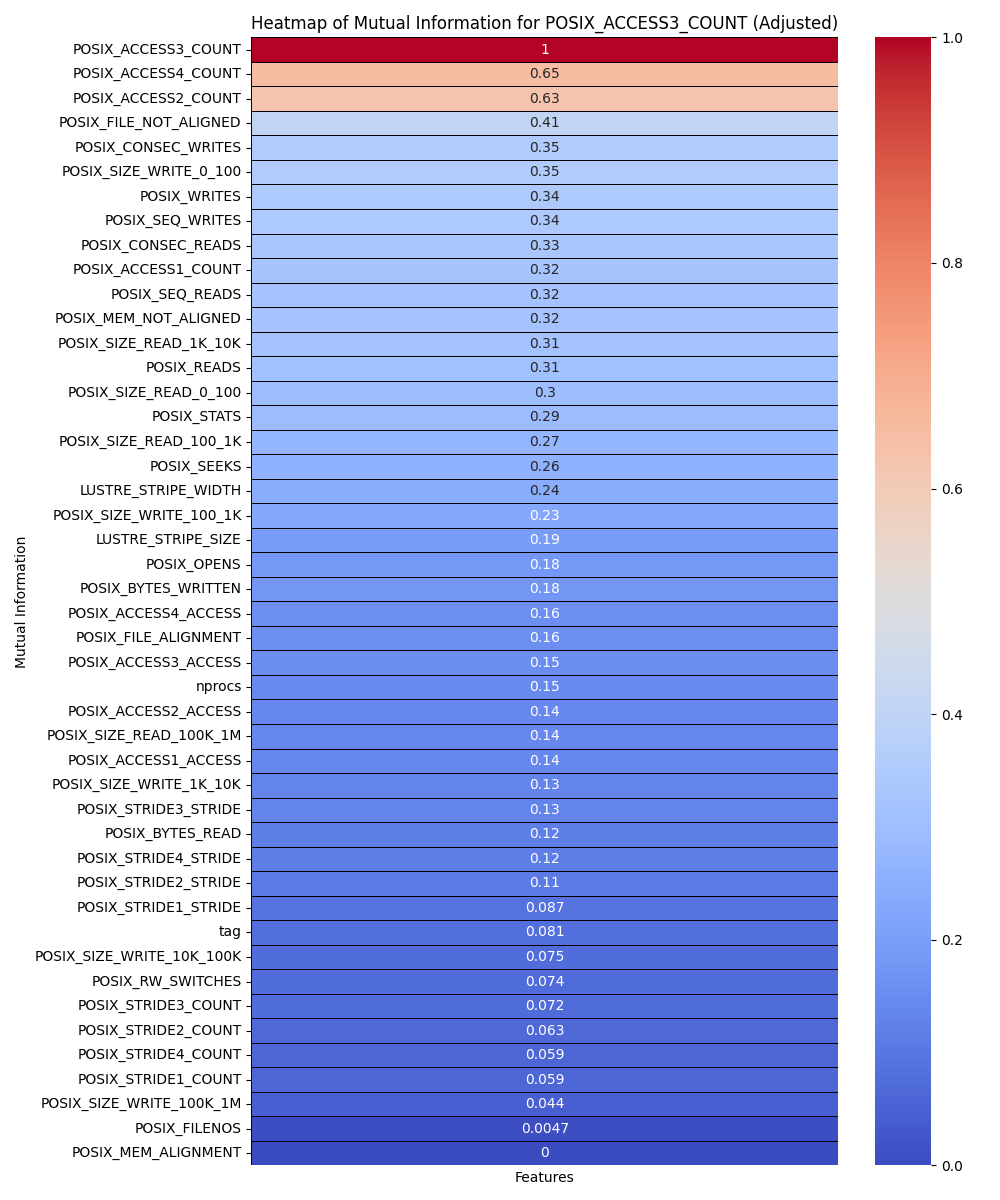 Heatmap of Mutual Information for POSIX_ACCESS3_COUNT (Adjusted)
POSIX_ACCESS3_COUNT 1
POSIX_ACCESS4_COUNT 0.65
POSIX_ACCESS2_COUNT 0.63
POSIX_FILE_NOT_ALIGNED 0.41
POSIX_CONSEC_WRITES 0.35
POSIX_SIZE_WRITE_0_100 0.35
POSIX_WRITES 0.34
POSIX_SEQ_WRITES 0.34
POSIX_CONSEC_READS 0.33
POSIX_ACCESS1_COUNT 0.32
POSIX_SEQ_READS 0.32
POSIX_MEM_NOT_ALIGNED 0.32
POSIX_SIZE_READ_1K_10K 0.31
POSIX_READS 0.31
POSIX_SIZE_READ_0_100 0.3
POSIX_STATS 0.29
POSIX_SIZE_READ_100_1K 0.27
POSIX_SEEKS 0.26
LUSTRE_STRIPE_WIDTH 0.24
POSIX_SIZE_WRITE_100_1K 0.23
LUSTRE_STRIPE_SIZE 0.19
POSIX_OPENS 0.18
POSIX_BYTES_WRITTEN 0.18
POSIX_ACCESS4_ACCESS 0.16
POSIX_FILE_ALIGNMENT 0.16
POSIX_ACCESS3_ACCESS 0.15
nprocs 0.15
POSIX_ACCESS2_ACCESS 0.14
POSIX_SIZE_READ_100K_1M 0.14
POSIX_ACCESS1_ACCESS 0.14
POSIX_SIZE_WRITE_1K_10K 0.13
POSIX_STRIDE3_STRIDE 0.13
POSIX_BYTES_READ 0.12
POSIX_STRIDE4_STRIDE 0.12
POSIX_STRIDE2_STRIDE 0.11
POSIX_STRIDE1_STRIDE 0.087
tag 0.081
POSIX_SIZE_WRITE_10K_100K 0.075
POSIX_RW_SWITCHES 0.074
POSIX_STRIDE3_COUNT 0.072
POSIX_STRIDE2_COUNT 0.063
POSIX_STRIDE4_COUNT 0.059
POSIX_STRIDE1_COUNT 0.059
POSIX_SIZE_WRITE_100K_1M 0.044
POSIX_FILENOS 0.0047
POSIX_MEM_ALIGNMENT 0
Mutual Information
Features
1.0
0.8
0.6
0.4
0.2
0.0